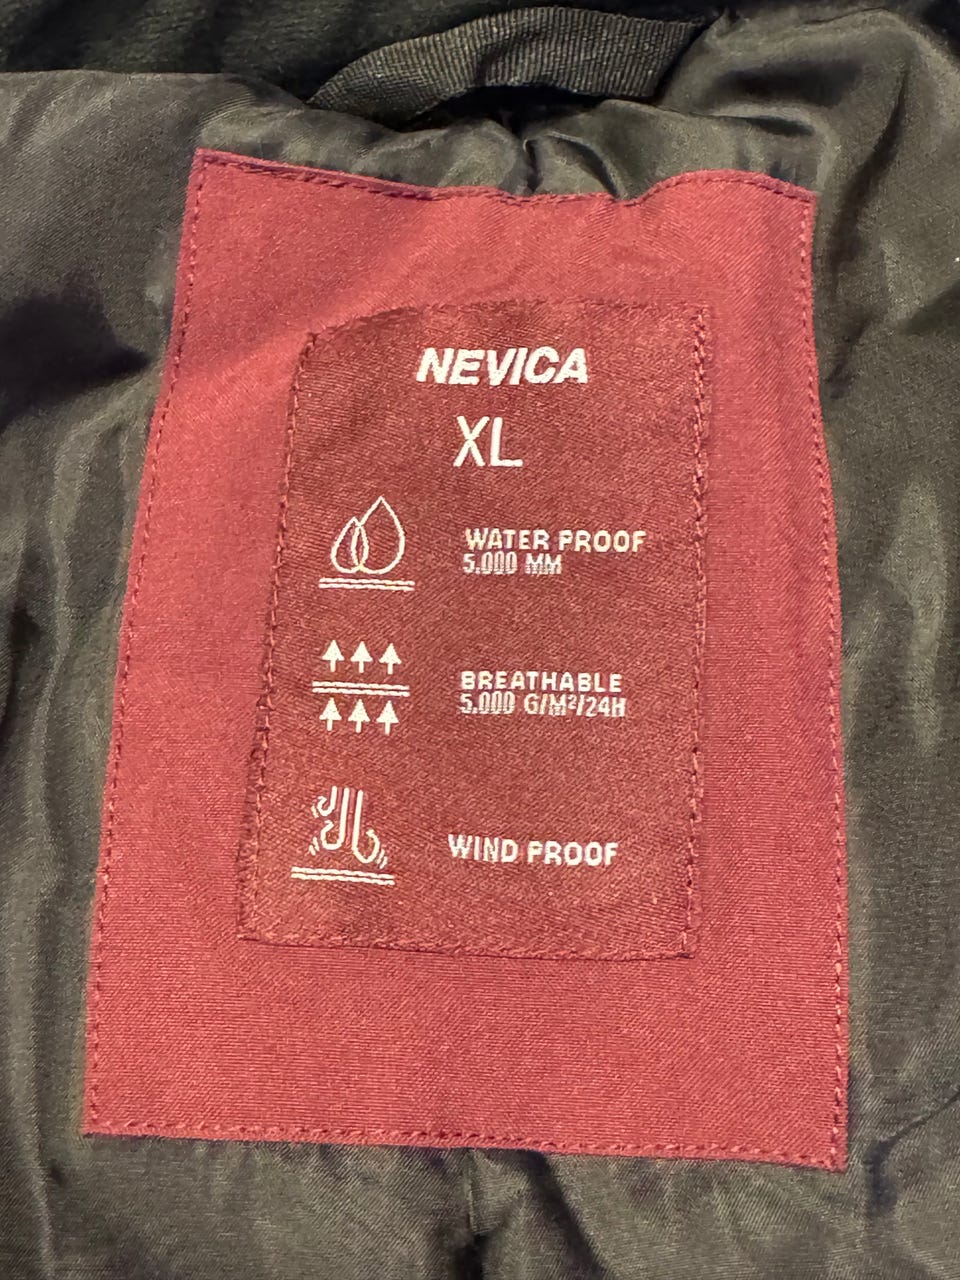 NEVICA
XL
WATER PROOF
5.000 MM
BREATHABLE
5.000 G/M²/24H
WIND PROOF